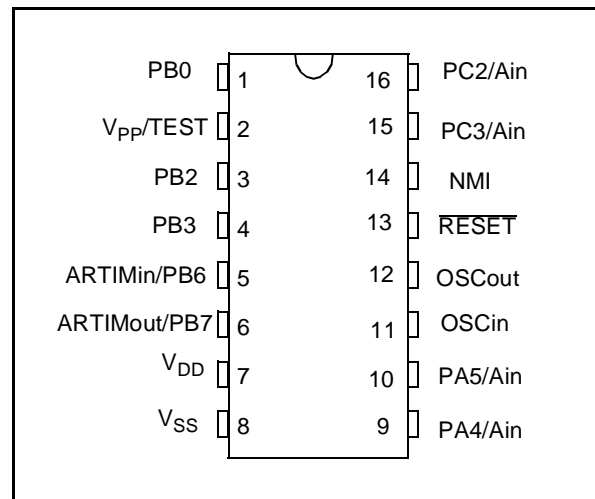 PB0 1 16 PC2/Ain
VPP/TEST 2 15 PC3/Ain
PB2 3 14 NMI
PB3 4 13 RESET
ARTIMin/PB6 5 12 OSCout
ARTIMout/PB7 6 11 OSCin
VDD 7 10 PA5/Ain
VSS 8 9 PA4/Ain